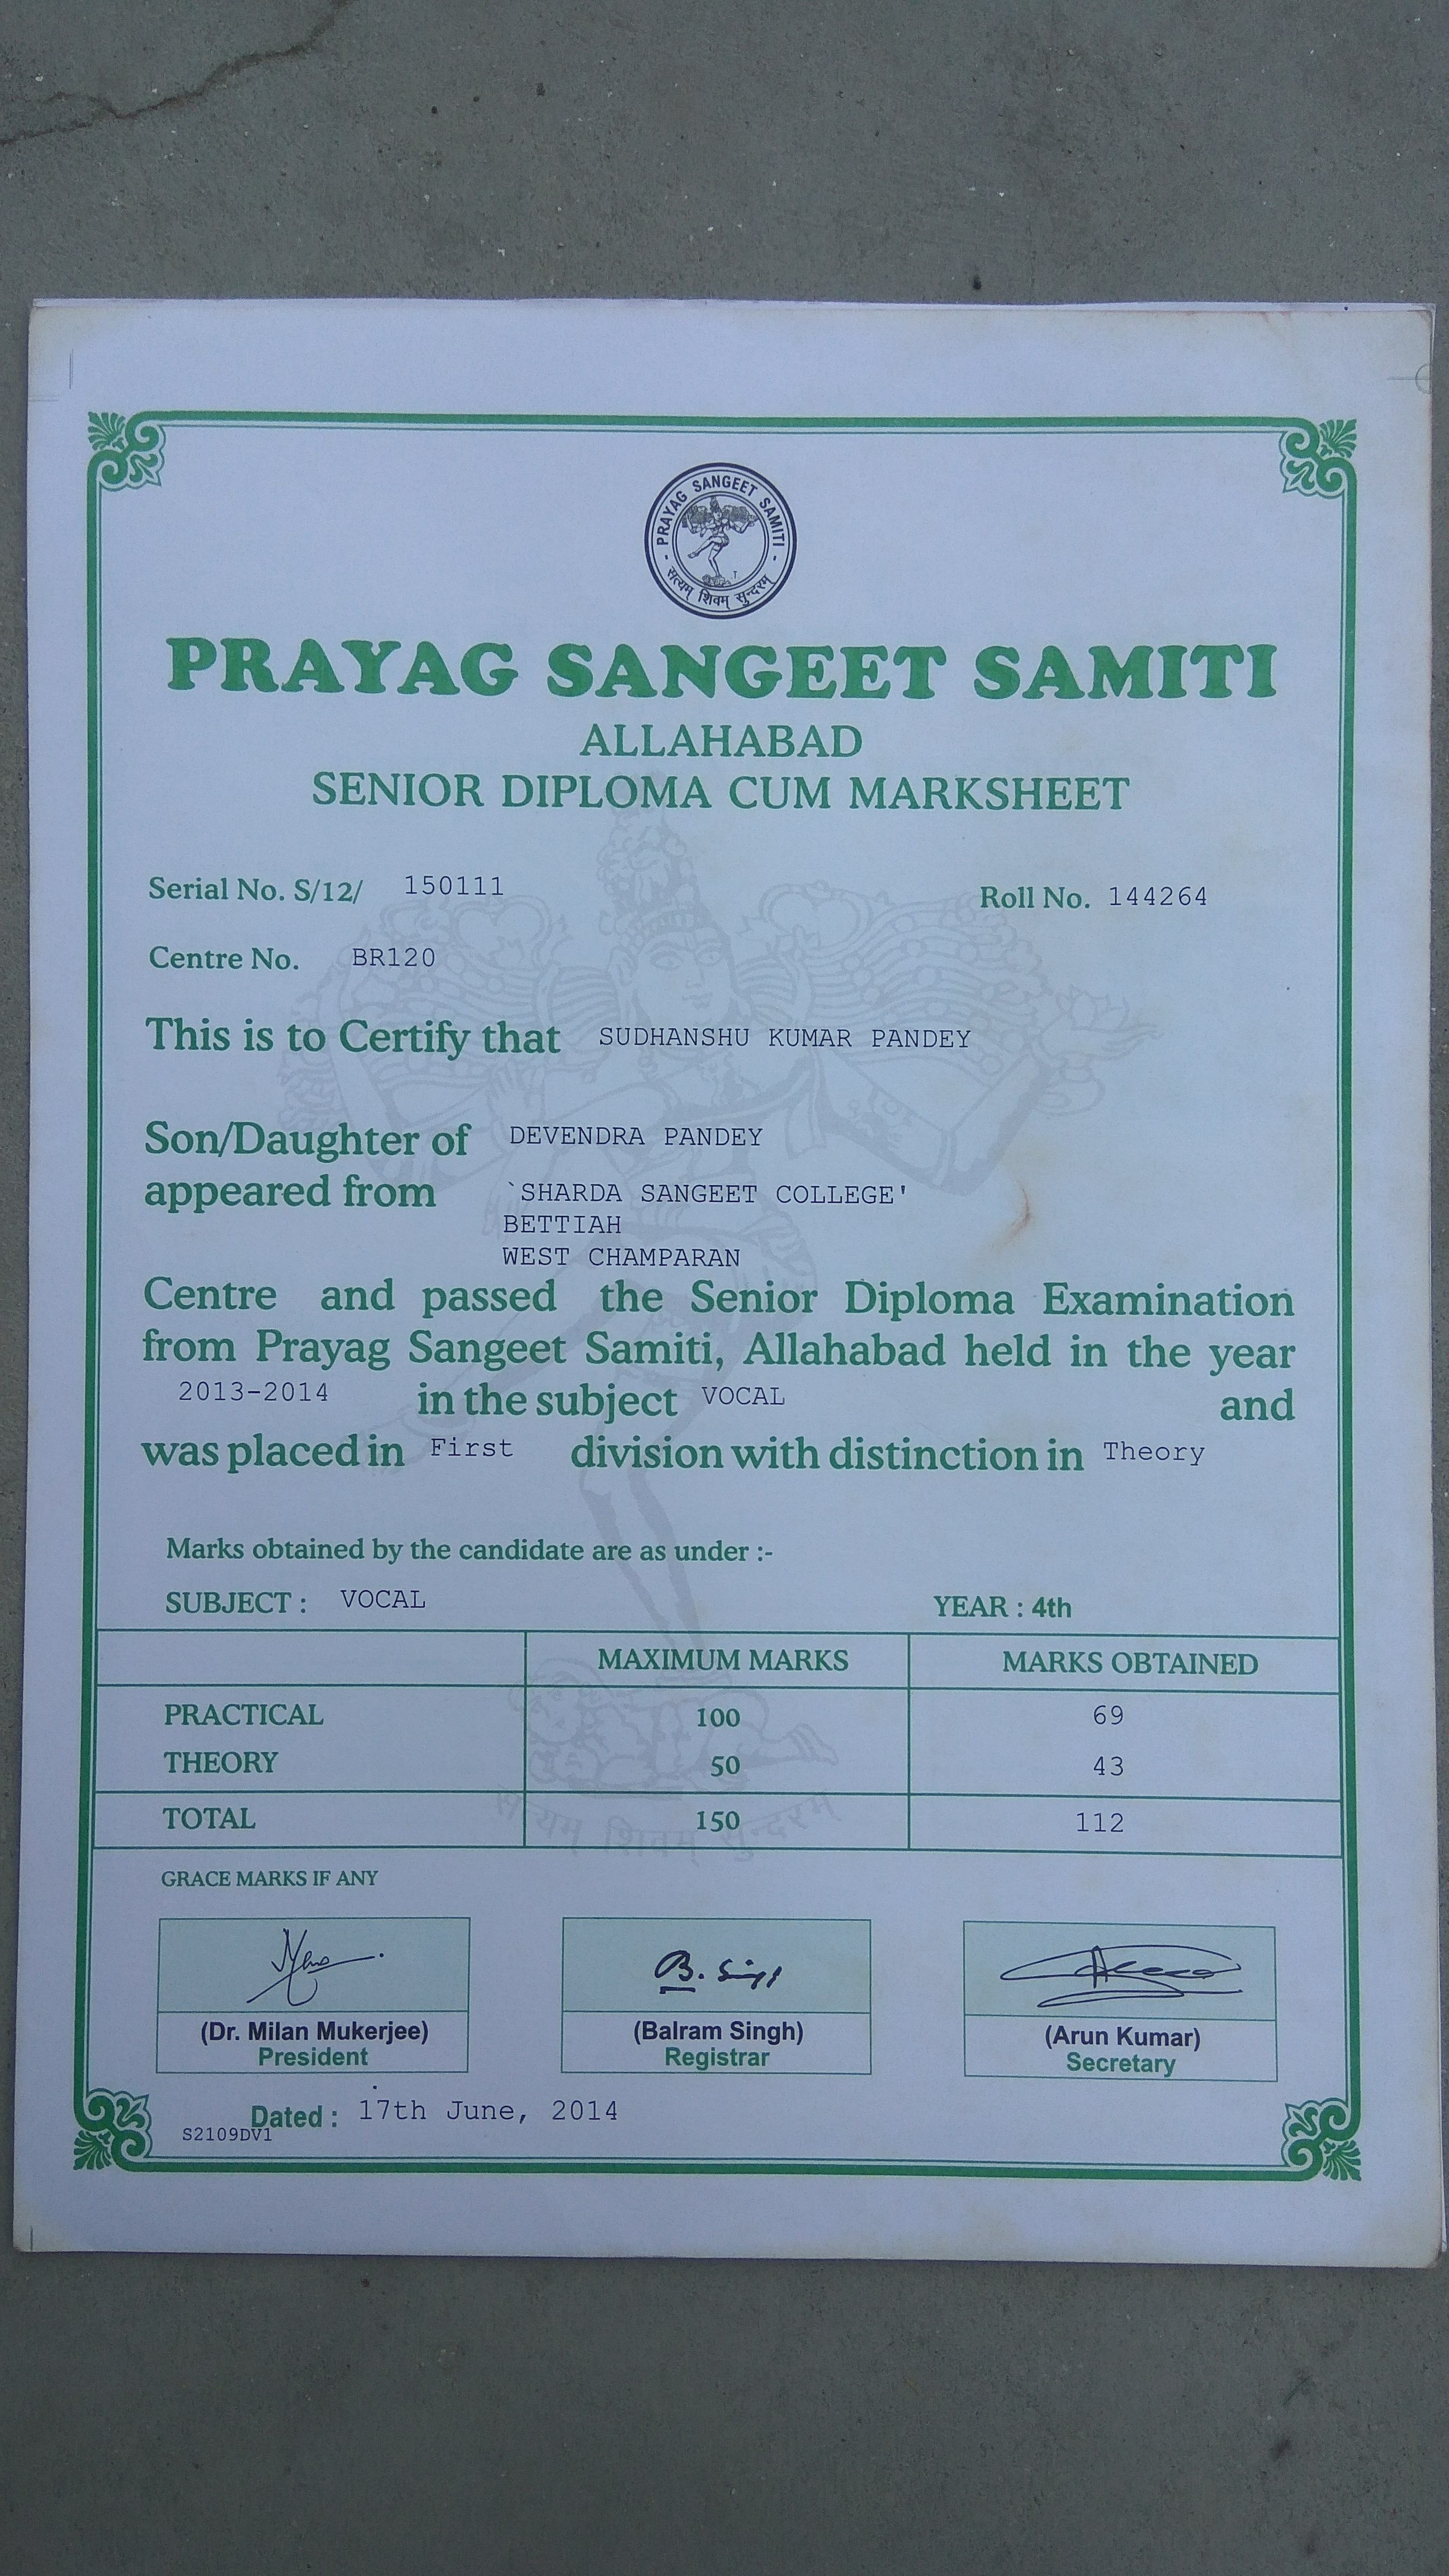 PRAYAG SANGEET SAMITI
सत्यम् शिवम् सुन्दरम्
PRAYAG SANGEET SAMITI
ALLAHABAD
SENIOR DIPLOMA CUM MARKSHEET
Serial No. S/12/ 150111 Roll No. 144264
Centre No. BR120
This is to Certify that SUDHANSHU KUMAR PANDEY
Son/Daughter of DEVENDRA PANDEY
appeared from `SHARDA SANGEET COLLEGE'
BETTIAH
WEST CHAMPARAN
Centre and passed the Senior Diploma Examination
from Prayag Sangeet Samiti, Allahabad held in the year
2013-2014 in the subject VOCAL and
was placed in First division with distinction in Theory
Marks obtained by the candidate are as under :-
SUBJECT : VOCAL YEAR : 4th
MAXIMUM MARKS MARKS OBTAINED
PRACTICAL 100 69
THEORY 50 43
TOTAL 150 112
सत्यम् शिवम् सुन्दरम्
GRACE MARKS IF ANY
B. Singh
(Dr. Milan Mukerjee) (Balram Singh) (Arun Kumar)
President Registrar Secretary
Dated : 17th June, 2014
S2109DV1